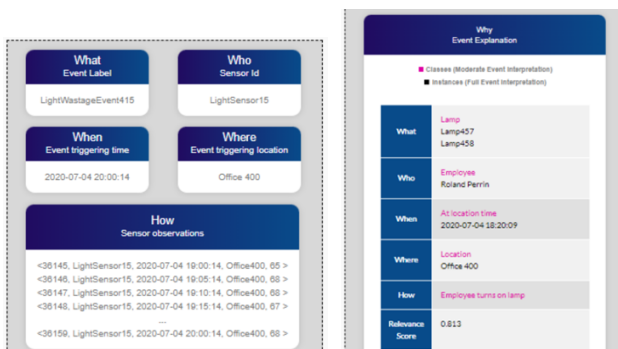 What
Event Label
LightWastageEvent415
Who
Sensor Id
LightSensor15
When
Event triggering time
2020-07-04 20:00:14
Where
Event triggering location
Office 400
How
Sensor observations
<36145, LightSensor15, 2020-07-04 19:00:14, Office400, 65 >
<36146, LightSensor15, 2020-07-04 19:05:14, Office400, 68 >
<36147, LightSensor15, 2020-07-04 19:10:14, Office400, 68 >
<36148, LightSensor15, 2020-07-04 19:15:14, Office400, 67 >
....
<36159, LightSensor15, 2020-07-04 20:00:14, Office400, 68 >
Why
Event Explanation
Classes (Moderate Event Interpretation)
Instances (Full Event Interpretation)
What
Lamp
Lamp457
Lamp458
Who
Employee
Roland Perrin
When
At location time
2020-07-04 18:20:09
Where
Location
Office 400
How
Employee turns on lamp
Relevance
Score
0.813